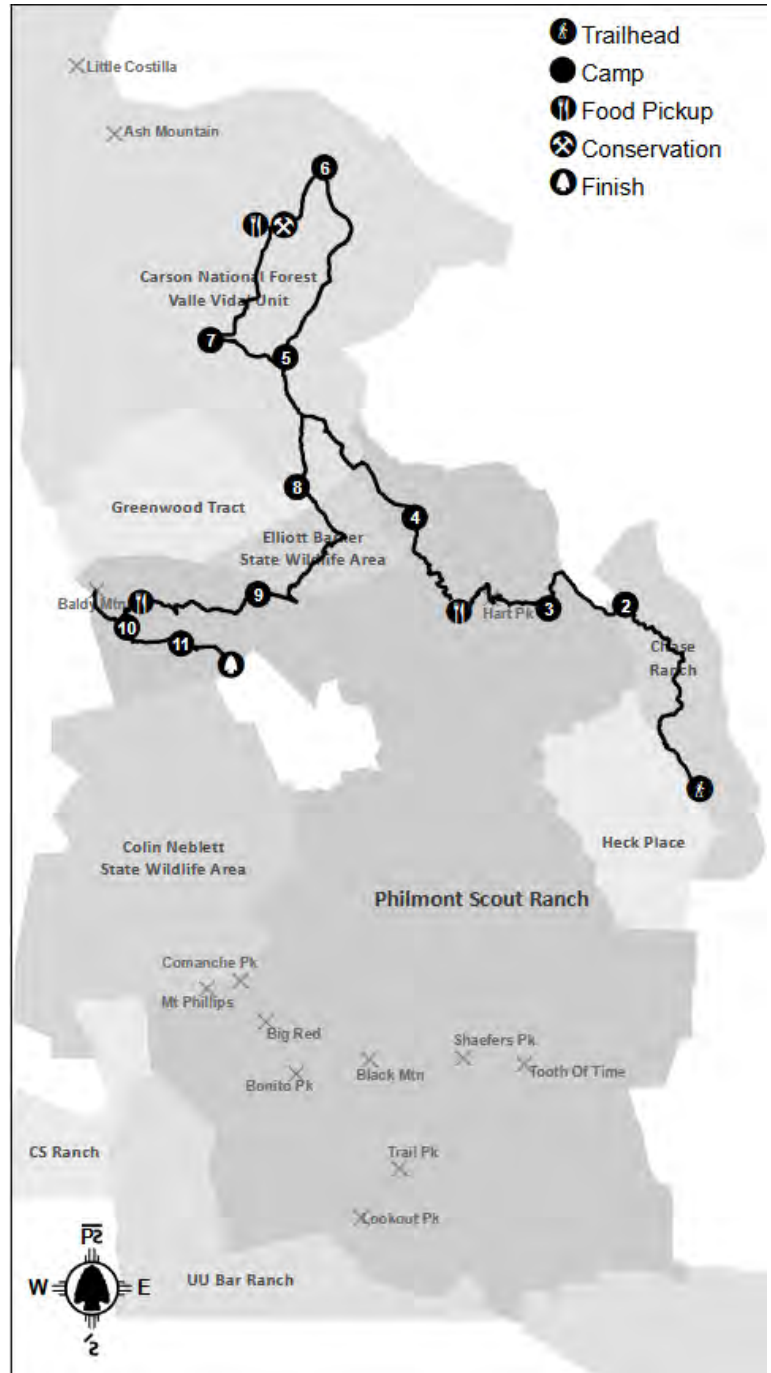 Trailhead
Camp
Food Pickup
Conservation
Finish
Little Costilla
Ash Mountain
6
Carson National Forest
Valle Vidal Unit
7
5
8
Greenwood Tract
4
Elliott Barker
State Wildlife Area
Baldy Mtn
9
Hart Pk
3
2
10
11
Chase
Ranch
Heck Place
Colin Neblett
State Wildlife Area
Philmont Scout Ranch
Comanche Pk
Mt Phillips
Big Red
Bonito Pk
Black Mtn
Shaefers Pk
Tooth Of Time
Trail Pk
CS Ranch
Lookout Pk
UU Bar Ranch
W
E